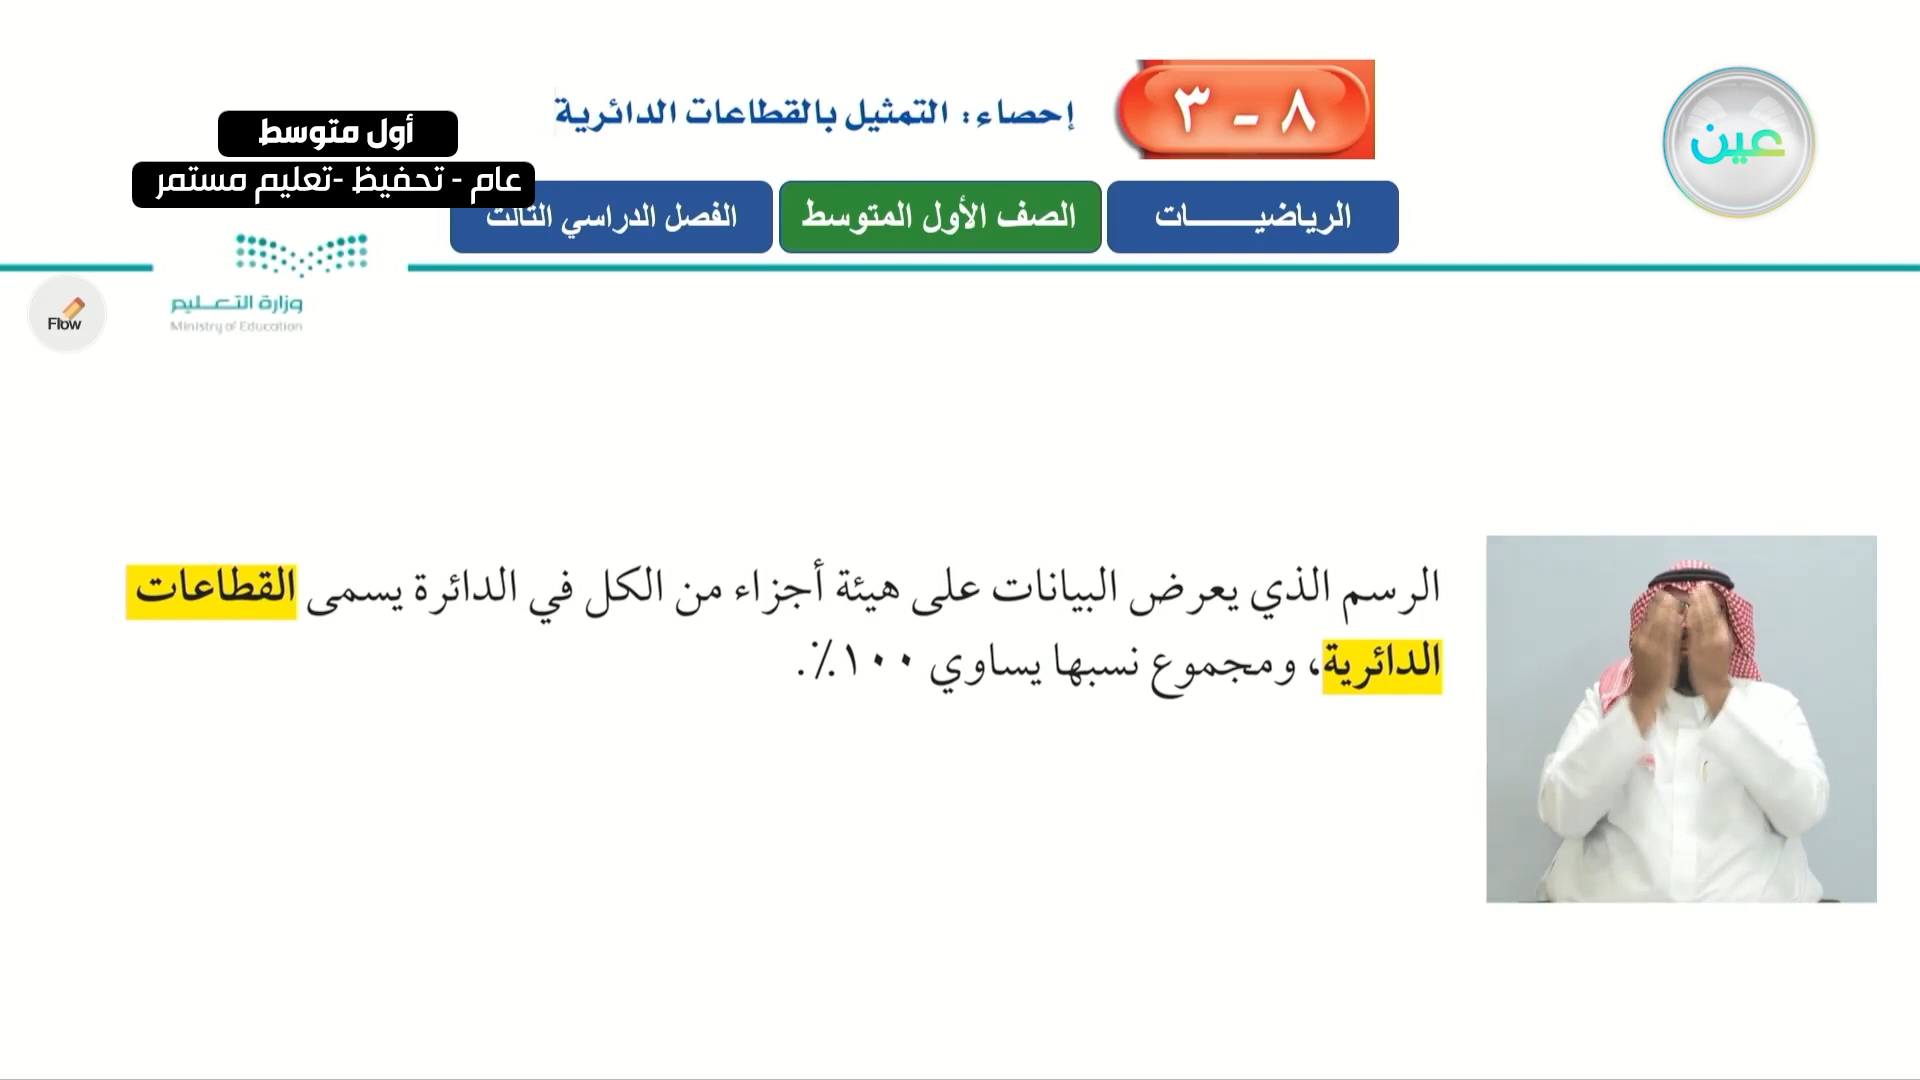 ٨ - ٣
إحصاء: التمثيل بالقطاعات الدائرية
عين
أول متوسط
عام - تحفيظ -تعليم مستمر
الرياضيـــــــات
الصف الأول المتوسط
الفصل الدراسي الثالث
وزارة التعـــليم
Ministry of Education
Flow
الرسم الذي يعرض البيانات على هيئة أجزاء من الكل في الدائرة يسمى القطاعات
الدائرية، ومجموع نسبها يساوي ١٠٠٪.